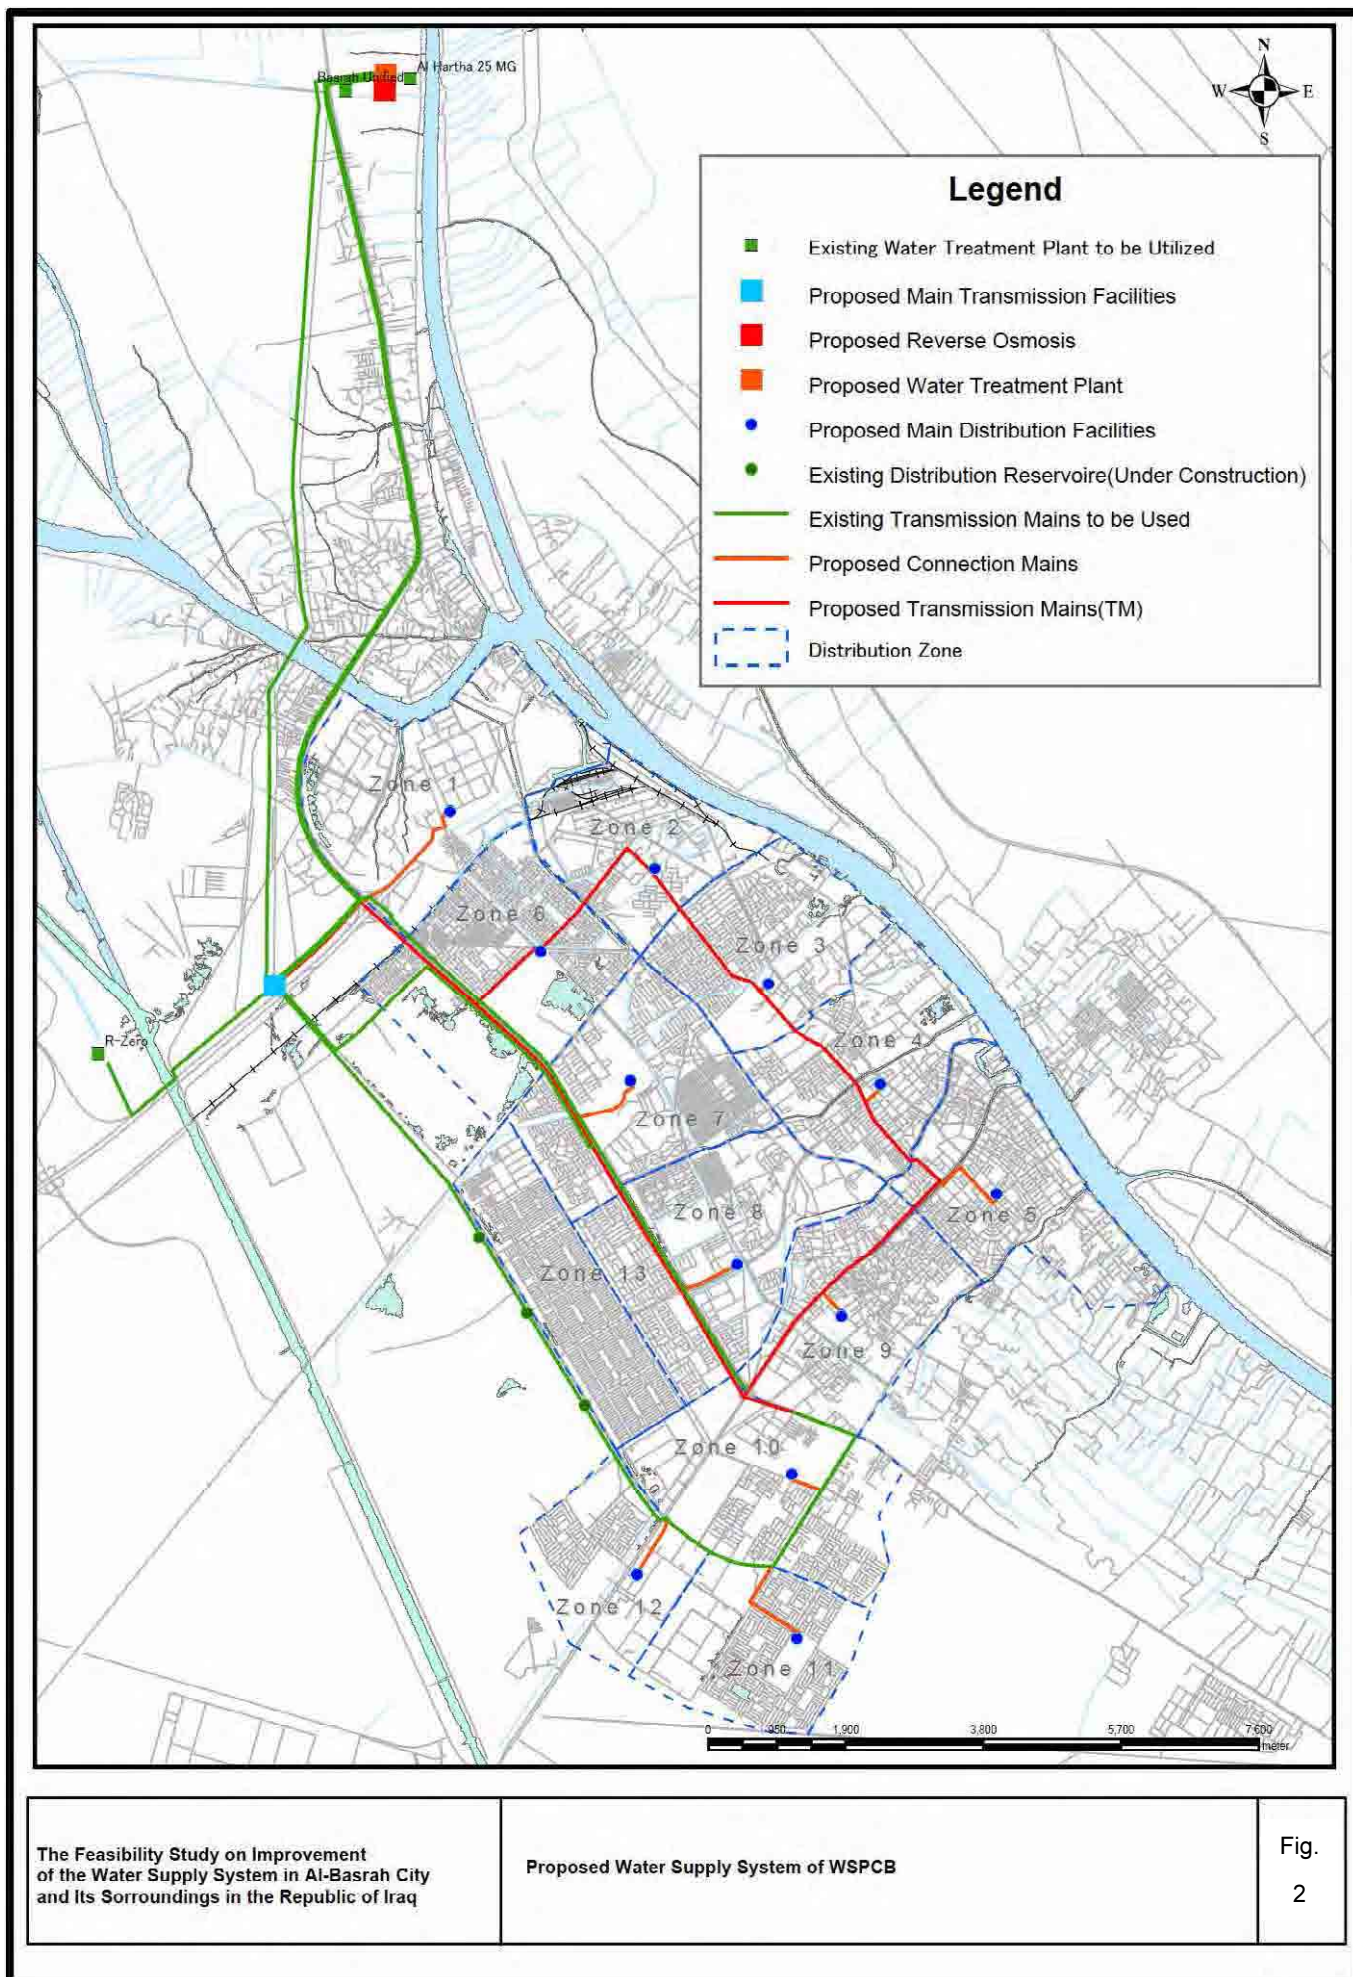 N
W E
S
Basrah Unified
Al Hartha 25 MG
Legend
Existing Water Treatment Plant to be Utilized
Proposed Main Transmission Facilities
Proposed Reverse Osmosis
Proposed Water Treatment Plant
Proposed Main Distribution Facilities
Existing Distribution Reservoire(Under Construction)
Existing Transmission Mains to be Used
Proposed Connection Mains
Proposed Transmission Mains(TM)
Distribution Zone
Zone 1
Zone 2
Zone 6
Zone 3
Zone 4
R-Zero
Zone 7
Zone 8
Zone 5
Zone 13
Zone 9
Zone 10
Zone 12
Zone 11
0 950 1,900 3,800 5,700 7,600
meter
The Feasibility Study on Improvement
of the Water Supply System in Al-Basrah City
and Its Sorroundings in the Republic of Iraq
Proposed Water Supply System of WSPCB
Fig.
2